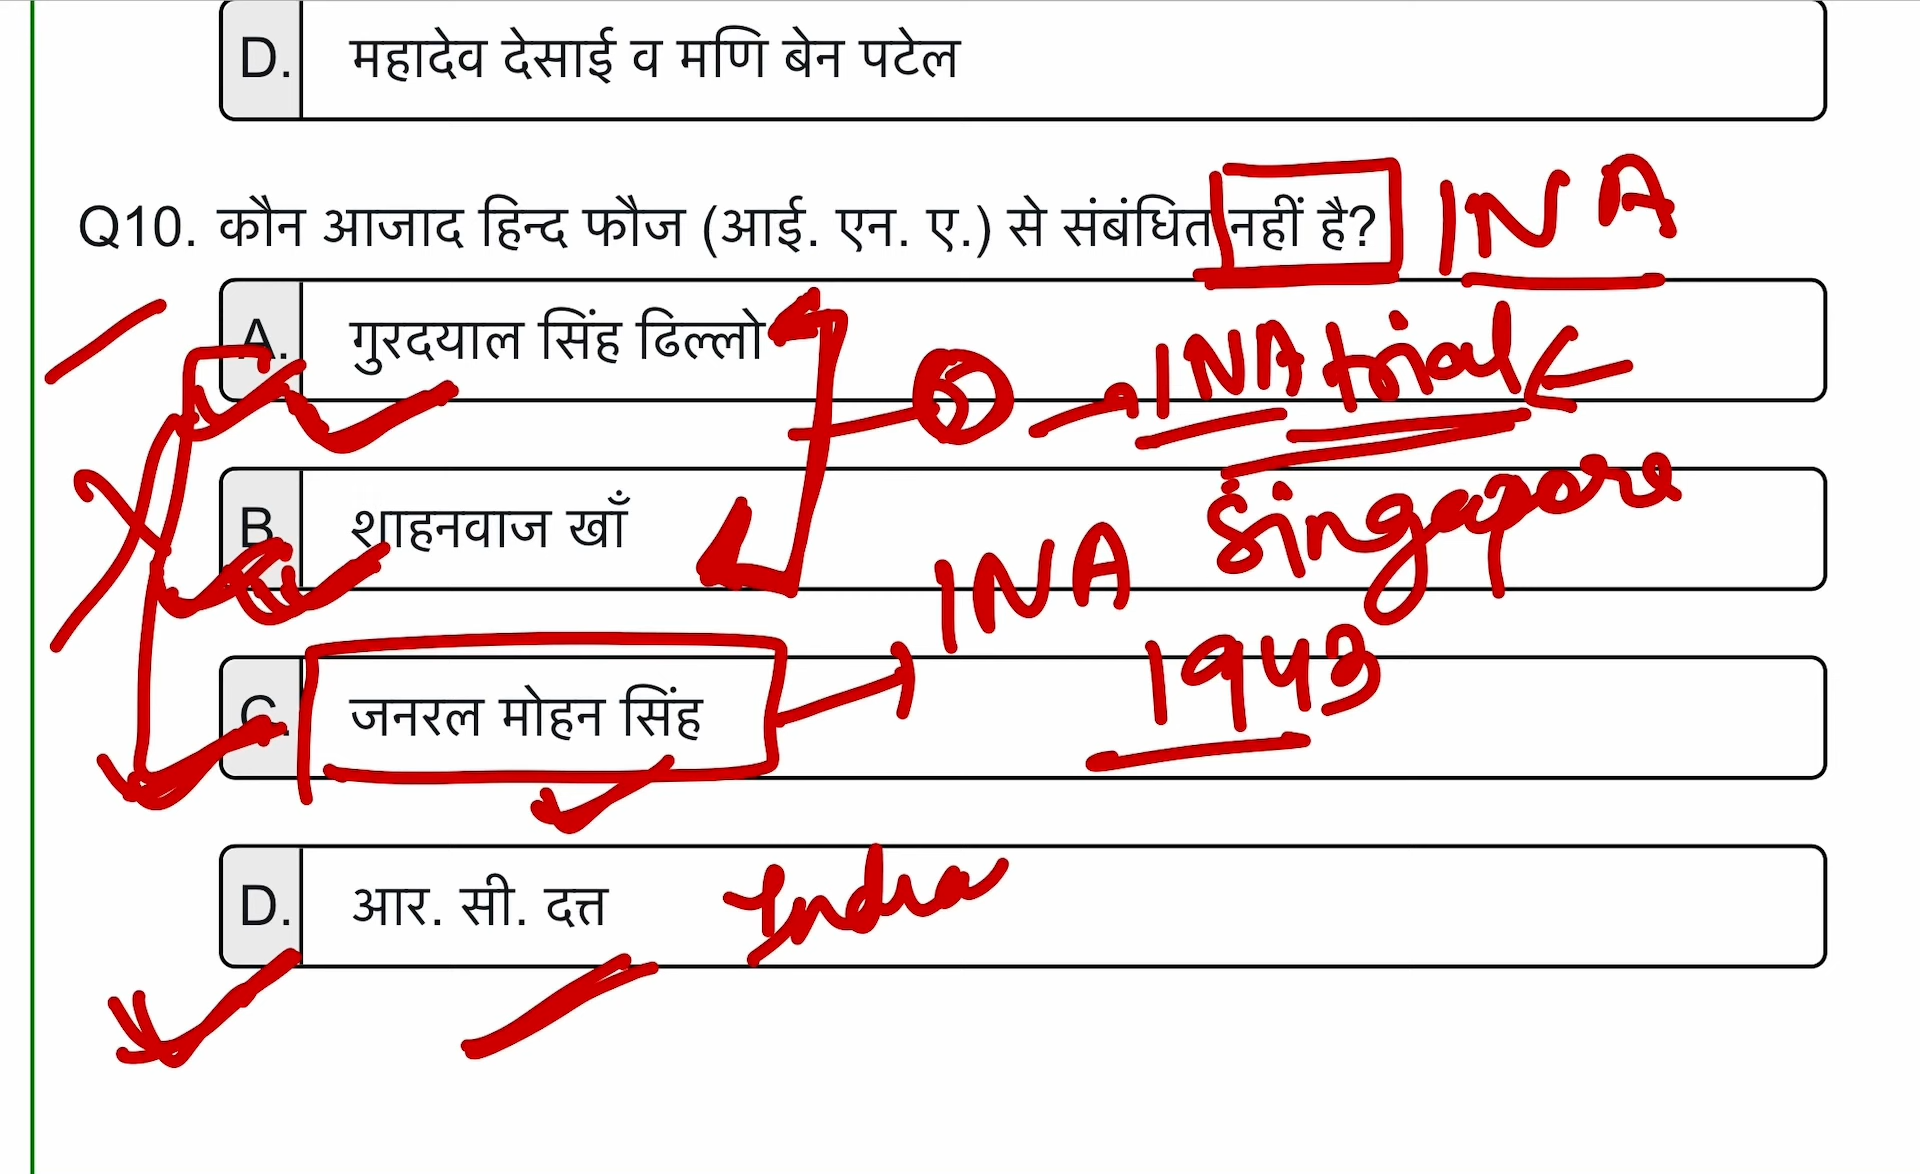 D. महादेव देसाई व मणि बेन पटेल
Q10. कौन आजाद हिन्द फौज (आई. एन. ए.) से संबंधित नहीं है? INA
A. गुरदयाल सिंह ढिल्लो
INA trial
B. शाहनवाज खाँ
Singapore
INA
C. जनरल मोहन सिंह
1943
D. आर. सी. दत्त